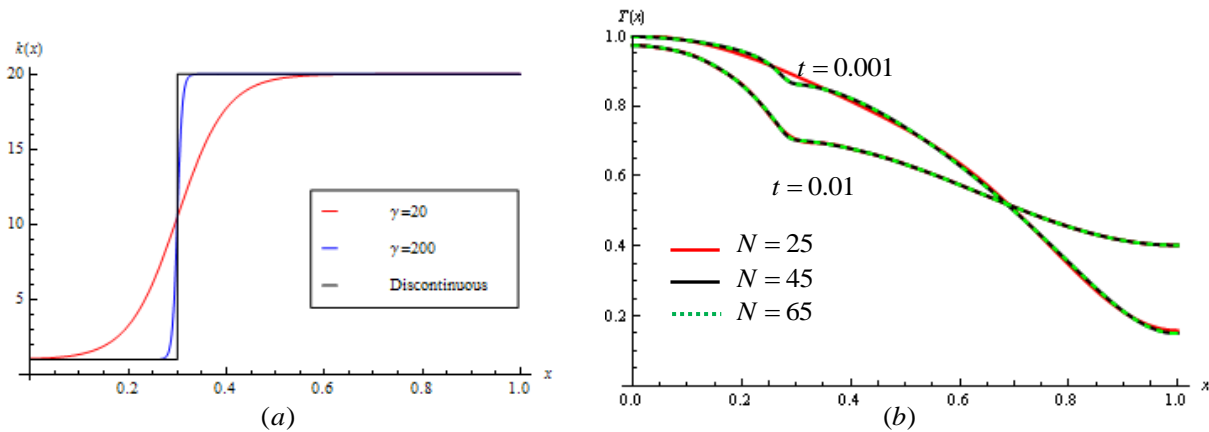 k(x)
20
15
10
5
γ=20
γ=200
Discontinuous
0.2 0.4 0.6 0.8 1.0 x
(a)
T(x)
1.0
0.8
0.6
0.4
0.2
t = 0.001
t = 0.01
N = 25
N = 45
N = 65
0.0 0.2 0.4 0.6 0.8 1.0 x
(b)